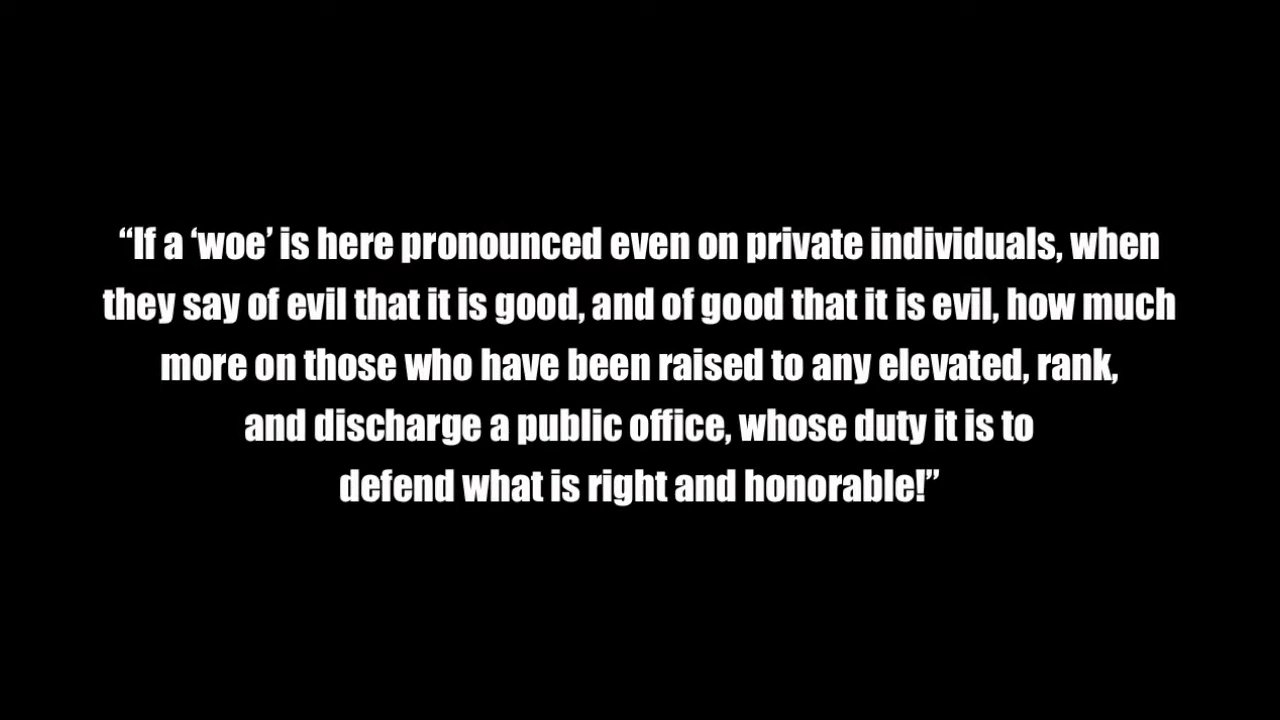 “If a ‘woe’ is here pronounced even on private individuals, when
they say of evil that it is good, and of good that it is evil, how much
more on those who have been raised to any elevated, rank,
and discharge a public office, whose duty it is to
defend what is right and honorable!”